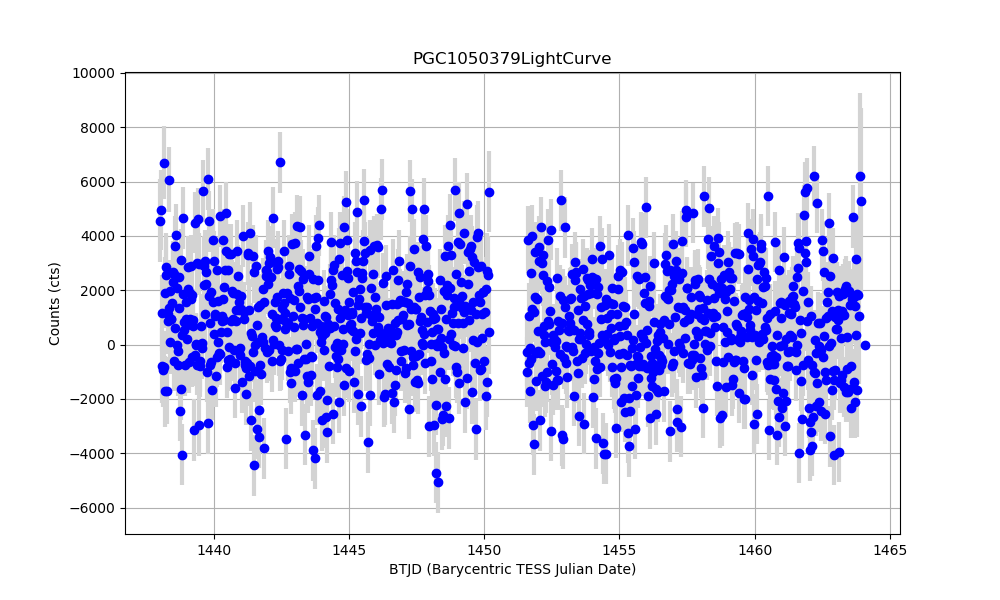 PGC1050379LightCurve
10000
8000
6000
4000
2000
0
−2000
−4000
−6000
Counts (cts)
1440 1445 1450 1455 1460 1465
BTJD (Barycentric TESS Julian Date)